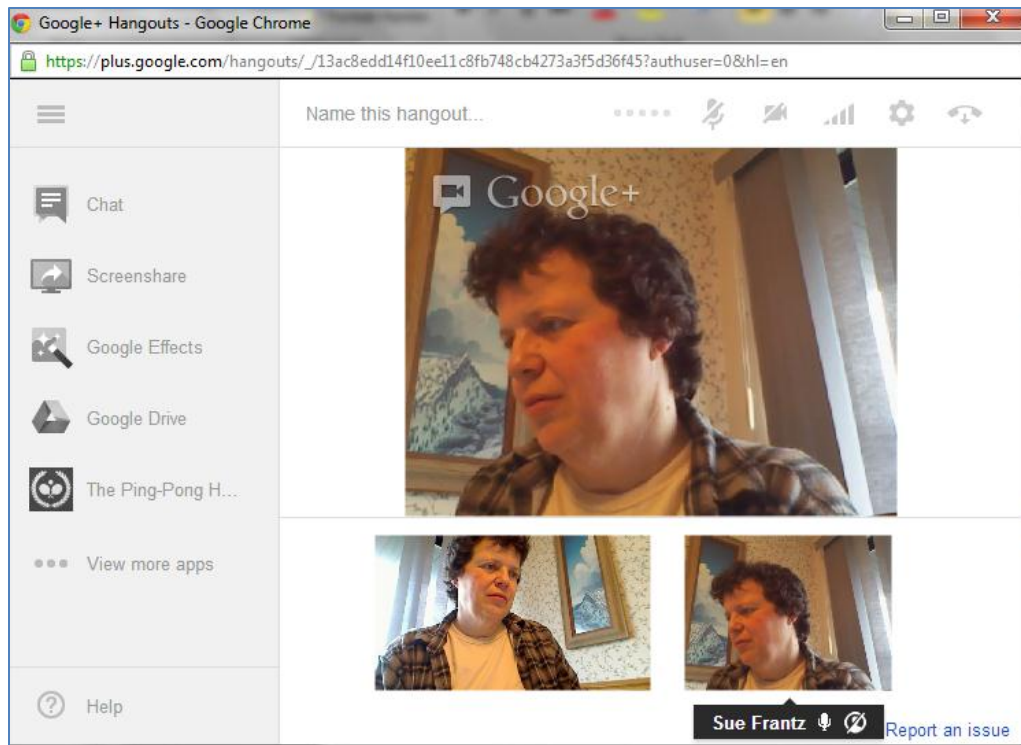 Google+ Hangouts - Google Chrome
https://plus.google.com/hangouts/_/13ac8edd14f10ee11c8fb748cb4273a3f5d36f45?authuser=0&hl=en
Name this hangout...
Google+
Chat
Screenshare
Google Effects
Google Drive
The Ping-Pong H...
View more apps
Help
Sue Frantz
Report an issue